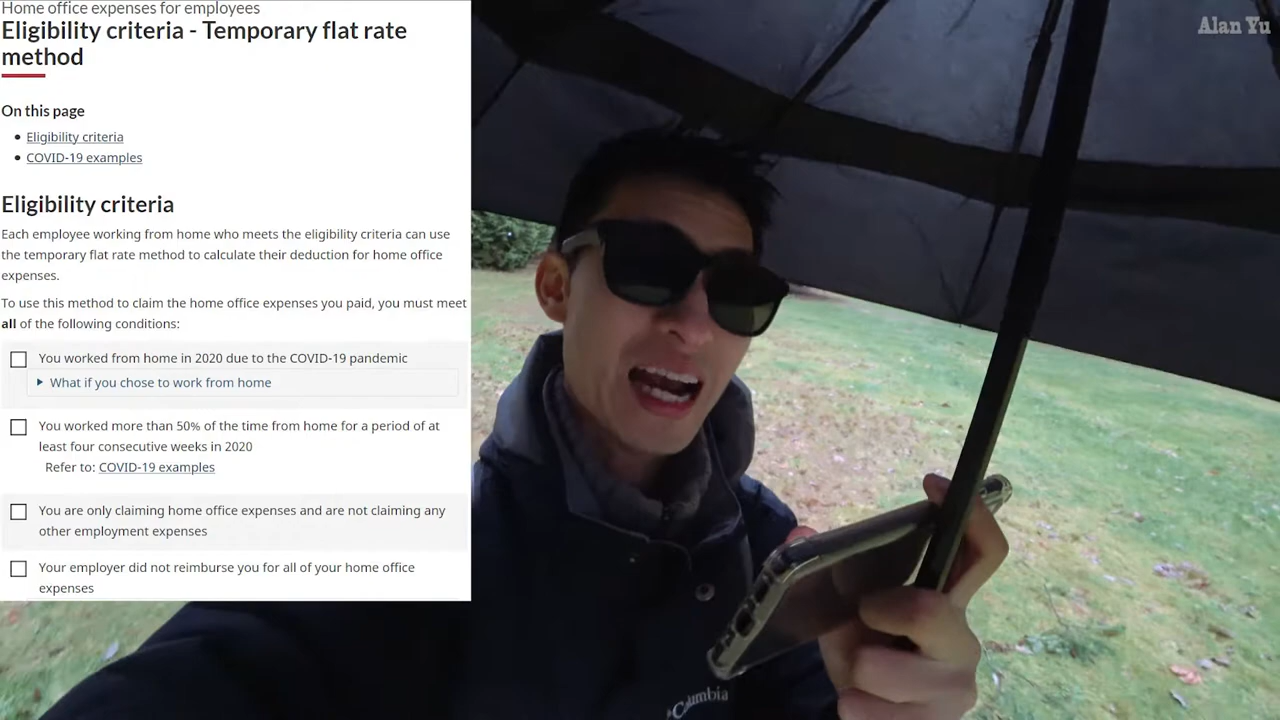 Home office expenses for employees
Eligibility criteria - Temporary flat rate
method
On this page
Eligibility criteria
COVID-19 examples
Eligibility criteria
Each employee working from home who meets the eligibility criteria can use
the temporary flat rate method to calculate their deduction for home office
expenses.
To use this method to claim the home office expenses you paid, you must meet
all of the following conditions:
You worked from home in 2020 due to the COVID-19 pandemic
What if you chose to work from home
You worked more than 50% of the time from home for a period of at
least four consecutive weeks in 2020
Refer to: COVID-19 examples
You are only claiming home office expenses and are not claiming any
other employment expenses
Your employer did not reimburse you for all of your home office
expenses
Alan Yu
Columbia